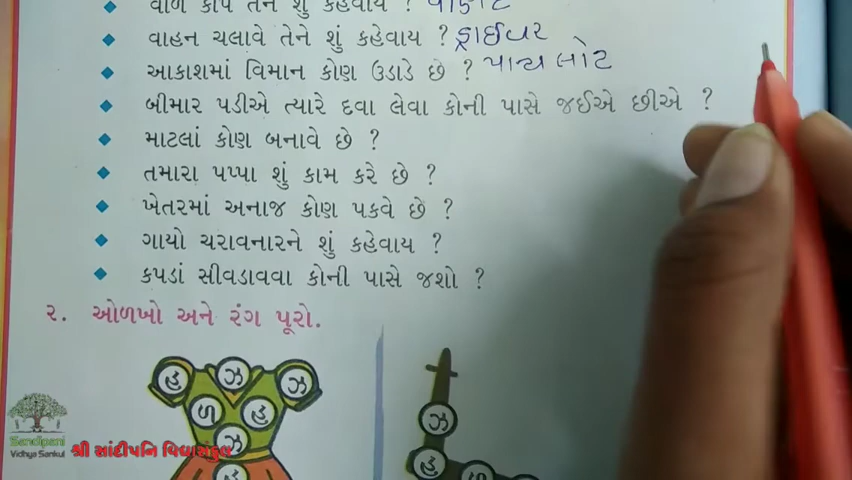 વાળ કાપે તેને શું કહેવાય ?
વાહન ચલાવે તેને શું કહેવાય ? ડ્રાઈવર
આકાશમાં વિમાન કોણ ઉડાડે છે ? પાયલોટ
બીમાર પડીએ ત્યારે દવા લેવા કોની પાસે જઈએ છીએ ?
માટલાં કોણ બનાવે છે ?
તમારા પપ્પા શું કામ કરે છે ?
ખેતરમાં અનાજ કોણ પકવે છે ?
ગાયો ચરાવનારને શું કહેવાય ?
કપડાં સીવડાવવા કોની પાસે જશો ?
૨. ઓળખો અને રંગ પૂરો.
હ ઝ ઝ
ળ હ
ઝ
હ
ઝ
હ
Sandipani
Vidhya Sankul
શ્રી સાંદીપનિ વિદ્યાસંકુલ